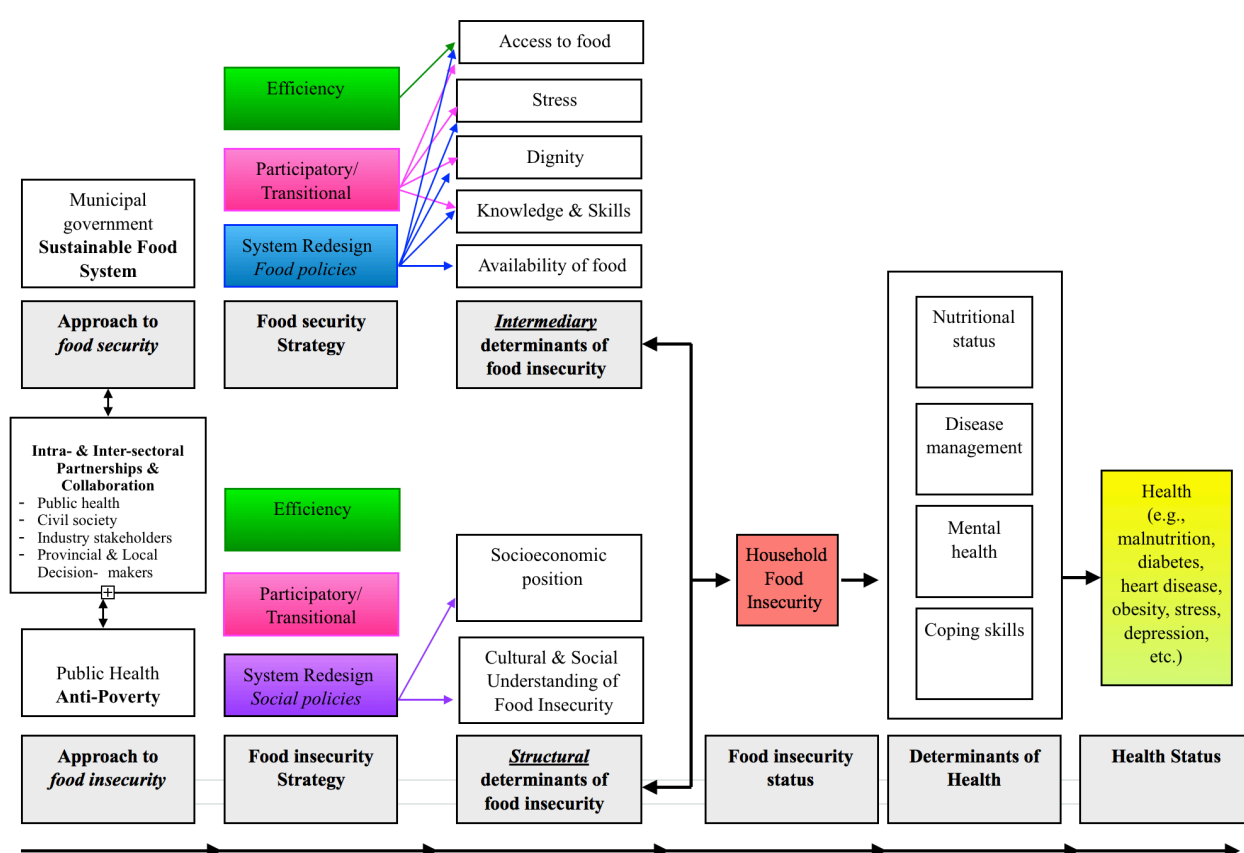 Access to food
Efficiency
Stress
Dignity
Participatory/
Transitional
Municipal
government
Sustainable Food
System
Knowledge & Skills
System Redesign
Food policies
Availability of food
Approach to
food security
Food security
Strategy
Intermediary
determinants of
food insecurity
Nutritional
status
Disease
management
Intra- & Inter-sectoral
Partnerships &
Collaboration
- Public health
- Civil society
- Industry stakeholders
- Provincial & Local
Decision- makers
Efficiency
Participatory/
Transitional
Socioeconomic
position
Household
Food
Insecurity
Mental
health
Coping skills
Health
(e.g.,
malnutrition,
diabetes,
heart disease,
obesity, stress,
depression,
etc.)
Public Health
Anti-Poverty
System Redesign
Social policies
Cultural & Social
Understanding of
Food Insecurity
Approach to
food insecurity
Food insecurity
Strategy
Structural
determinants of
food insecurity
Food insecurity
status
Determinants of
Health
Health Status